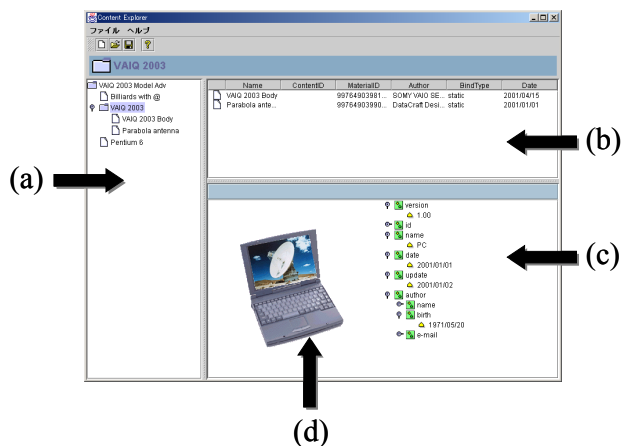 Content Explorer
ファイル ヘルプ
VAIQ 2003
VAIQ 2003 Model Adv
Billiards with @
VAIQ 2003
VAIQ 2003 Body
Parabola antenna
Pentium 6
Name ContentID MaterialID Author BindType Date
VAIQ 2003 Body 99764903981... SOMY VAIO SE... static 2001/04/15
Parabola ante... 99764903990... DataCraft Desi... static 2001/01/01
version
1.00
id
name
PC
date
2001/01/01
update
2001/01/02
author
name
birth
1971/05/20
e-mail
(a)
(b)
(c)
(d)